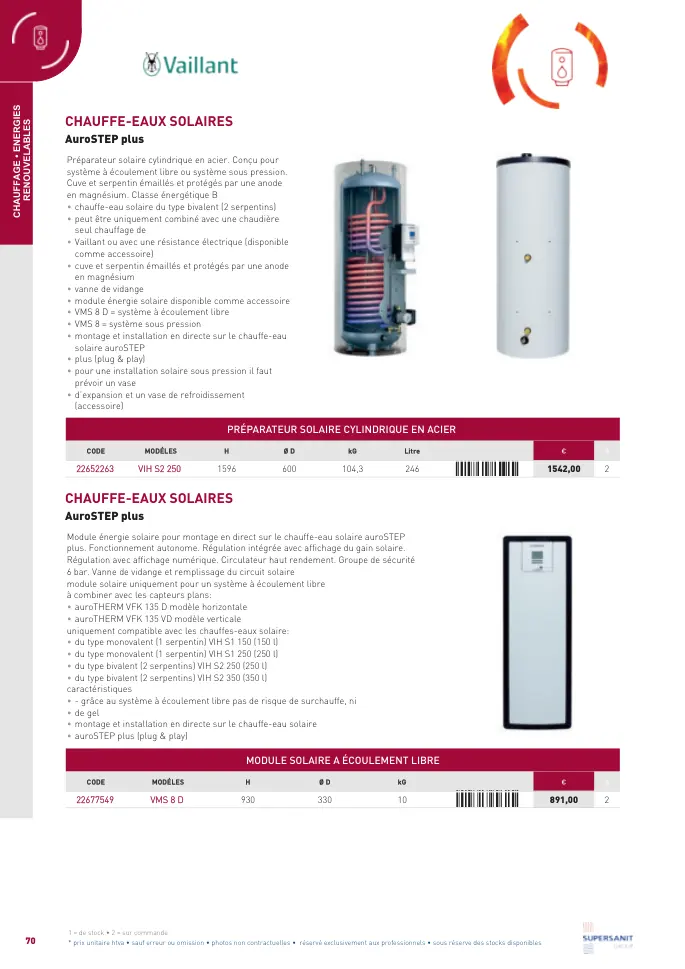 Vaillant
CHAUFFAGE • ENERGIES
RENOUVELABLES
CHAUFFE-EAUX SOLAIRES
AuroSTEP plus
Préparateur solaire cylindrique en acier. Conçu pour
système à écoulement libre ou système sous pression.
Cuve et serpentin émaillés et protégés par une anode
en magnésium. Classe énergétique B
• chauffe-eau solaire du type bivalent (2 serpentins)
• peut être uniquement combiné avec une chaudière
seul chauffage de
• Vaillant ou avec une résistance électrique (disponible
comme accessoire)
• cuve et serpentin émaillés et protégés par une anode
en magnésium
• vanne de vidange
• module énergie solaire disponible comme accessoire
• VMS 8 D = système à écoulement libre
• VMS 8 = système sous pression
• montage et installation en directe sur le chauffe-eau
solaire auroSTEP
• plus (plug & play)
• pour une installation solaire sous pression il faut
prévoir un vase
• d'expansion et un vase de refroidissement
(accessoire)
PRÉPARATEUR SOLAIRE CYLINDRIQUE EN ACIER
CODE MODÈLES H Ø D kG Litre €
22652263 VIH S2 250 1596 600 104,3 246 1542,00 2
CHAUFFE-EAUX SOLAIRES
AuroSTEP plus
Module énergie solaire pour montage en direct sur le chauffe-eau solaire auroSTEP
plus. Fonctionnement autonome. Régulation intégrée avec affichage du gain solaire.
Régulation avec affichage numérique. Circulateur haut rendement. Groupe de sécurité
6 bar. Vanne de vidange et remplissage du circuit solaire
module solaire uniquement pour un système à écoulement libre
à combiner avec les capteurs plans:
• auroTHERM VFK 135 D modèle horizontale
• auroTHERM VFK 135 VD modèle verticale
uniquement compatible avec les chauffes-eaux solaire:
• du type monovalent (1 serpentin) VIH S1 150 (150 l)
• du type monovalent (1 serpentin) VIH S1 250 (250 l)
• du type bivalent (2 serpentins) VIH S2 250 (250 l)
• du type bivalent (2 serpentins) VIH S2 350 (350 l)
caractéristiques
• - grâce au système à écoulement libre pas de risque de surchauffe, ni
• de gel
• montage et installation en directe sur le chauffe-eau solaire
• auroSTEP plus (plug & play)
MODULE SOLAIRE A ÉCOULEMENT LIBRE
CODE MODÈLES H Ø D kG €
22677549 VMS 8 D 930 330 10 891,00 2
1 = de stock • 2 = sur commande
70 * prix unitaire htva • sauf erreur ou omission • photos non contractuelles • réservé exclusivement aux professionnels • sous réserve des stocks disponibles
SUPERSANIT
GROUP